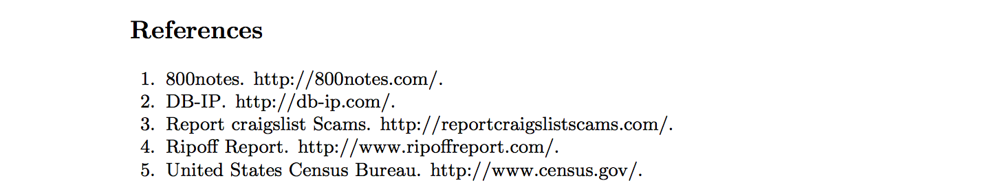 References
1. 800notes. http://800notes.com/.
2. DB-IP. http://db-ip.com/.
3. Report craigslist Scams. http://reportcraigslistscams.com/.
4. Ripoff Report. http://www.ripoffreport.com/.
5. United States Census Bureau. http://www.census.gov/.